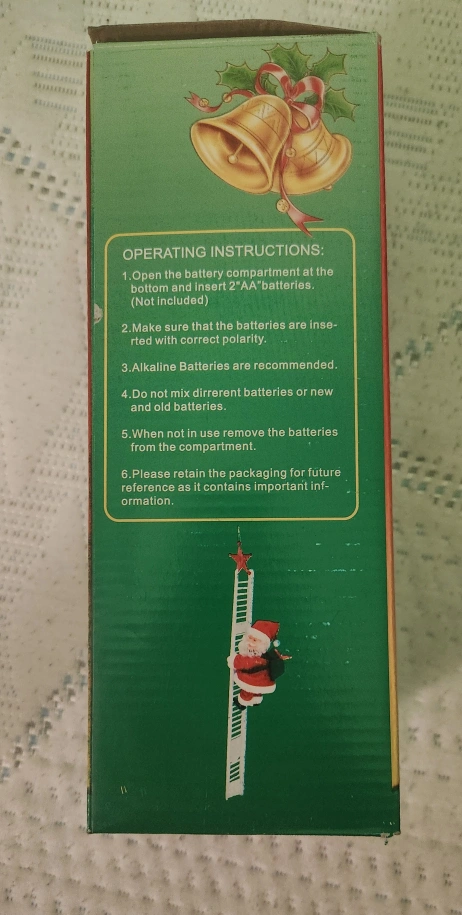 OPERATING INSTRUCTIONS:
1.Open the battery compartment at the
bottom and insert 2"AA"batteries.
(Not included)
2.Make sure that the batteries are inse-
rted with correct polarity.
3.Alkaline Batteries are recommended.
4.Do not mix dirrerent batteries or new
and old batteries.
5.When not in use remove the batteries
from the compartment.
6.Please retain the packaging for future
reference as it contains important inf-
ormation.